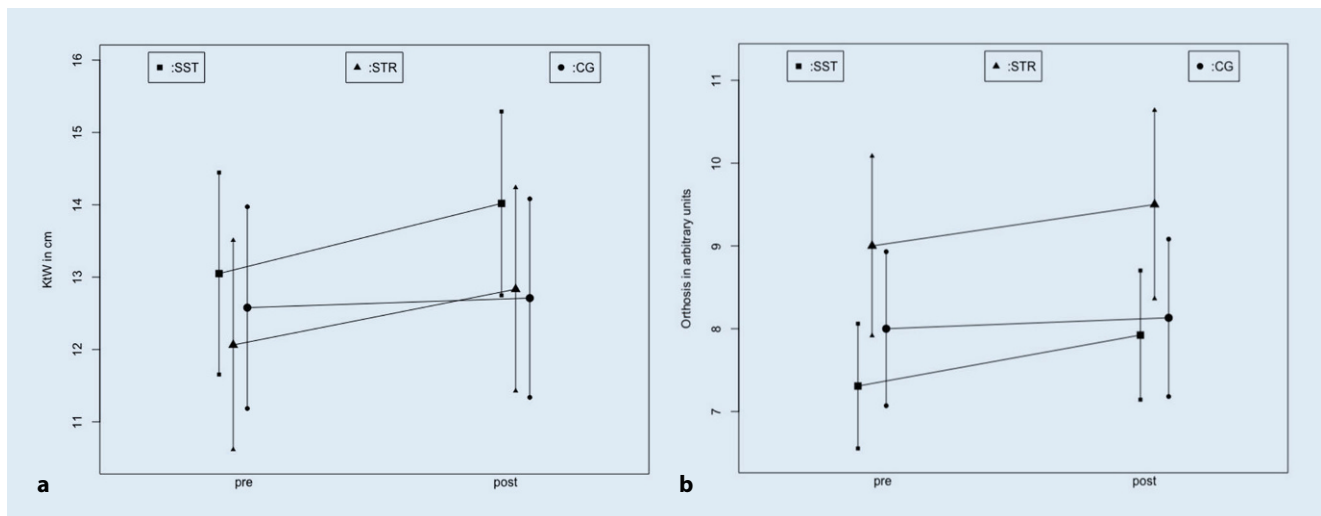 :SST :STR :CG
KtW in cm
16
15
14
13
12
11
pre post
a
:SST :STR :CG
Orthosis in arbitrary units
11
10
9
8
7
pre post
b